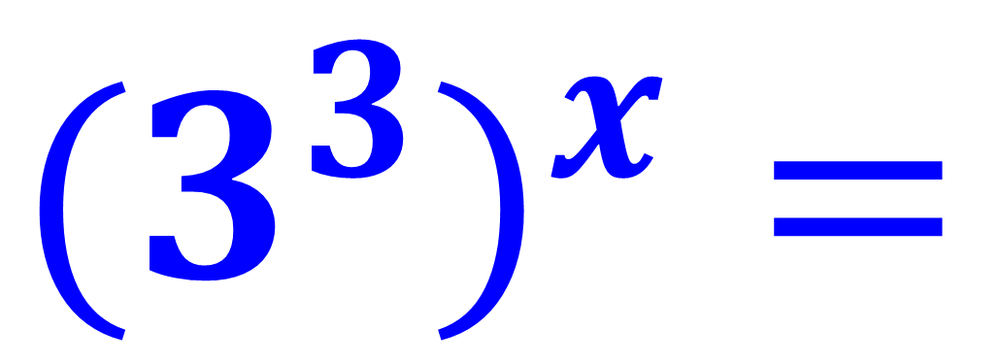 (3³)ˣ =